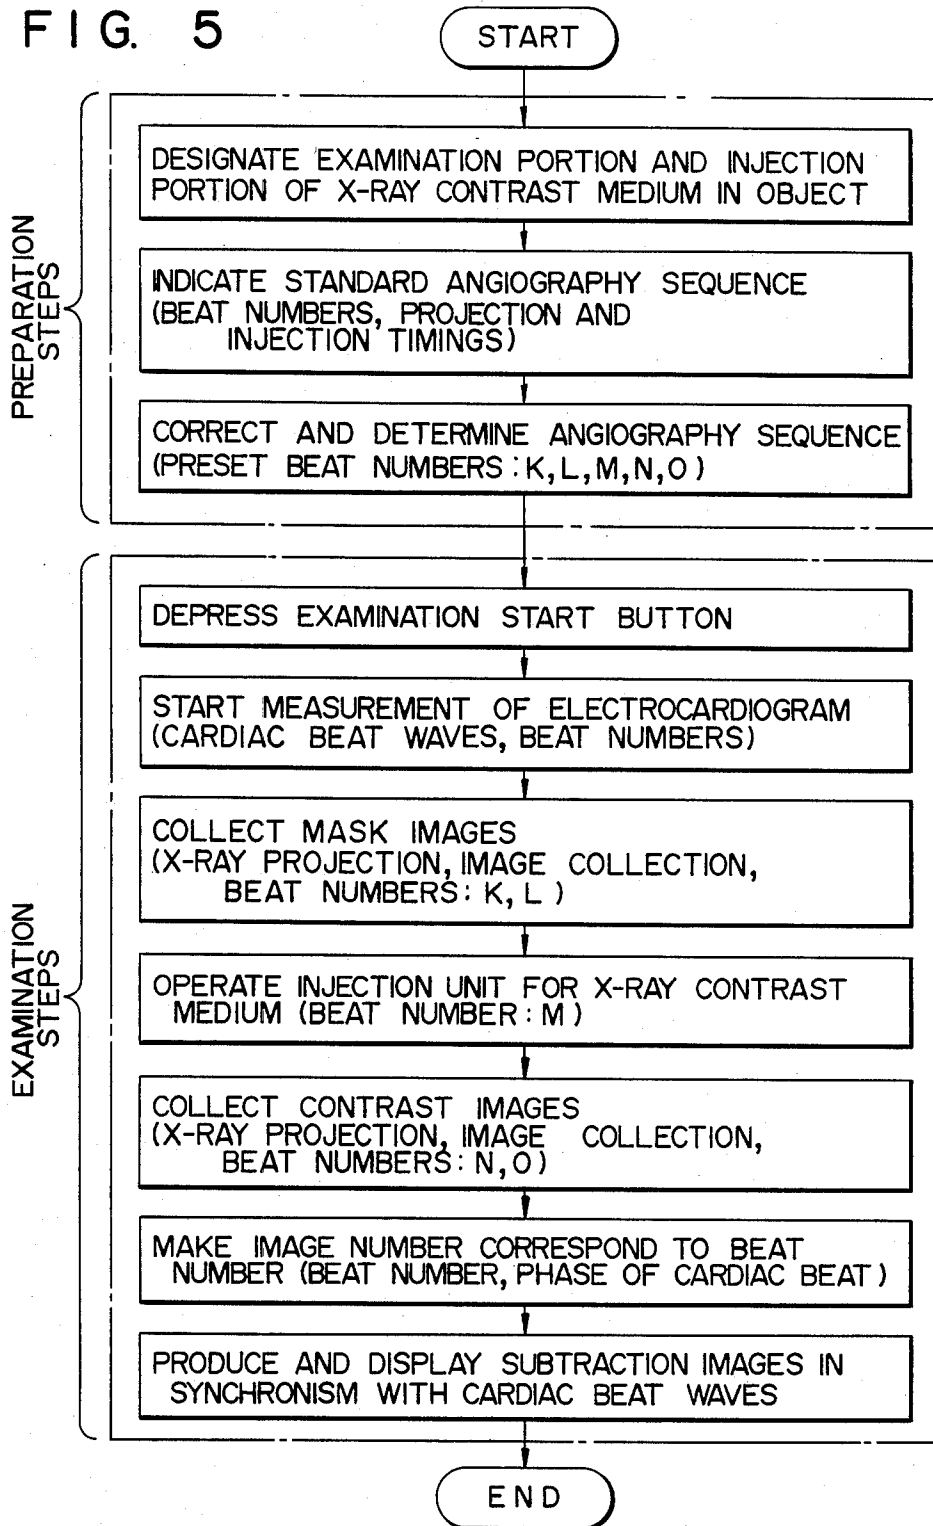 FIG. 5
START
PREPARATION
STEPS
DESIGNATE EXAMINATION PORTION AND INJECTION
PORTION OF X-RAY CONTRAST MEDIUM IN OBJECT
INDICATE STANDARD ANGIOGRAPHY SEQUENCE
(BEAT NUMBERS, PROJECTION AND
INJECTION TIMINGS)
CORRECT AND DETERMINE ANGIOGRAPHY SEQUENCE
(PRESET BEAT NUMBERS : K, L, M, N, O)
EXAMINATION
STEPS
DEPRESS EXAMINATION START BUTTON
START MEASUREMENT OF ELECTROCARDIOGRAM
(CARDIAC BEAT WAVES, BEAT NUMBERS)
COLLECT MASK IMAGES
(X-RAY PROJECTION, IMAGE COLLECTION,
BEAT NUMBERS : K, L)
OPERATE INJECTION UNIT FOR X-RAY CONTRAST
MEDIUM (BEAT NUMBER : M)
COLLECT CONTRAST IMAGES
(X-RAY PROJECTION, IMAGE COLLECTION,
BEAT NUMBERS : N, O)
MAKE IMAGE NUMBER CORRESPOND TO BEAT
NUMBER (BEAT NUMBER, PHASE OF CARDIAC BEAT)
PRODUCE AND DISPLAY SUBTRACTION IMAGES IN
SYNCHRONISM WITH CARDIAC BEAT WAVES
END